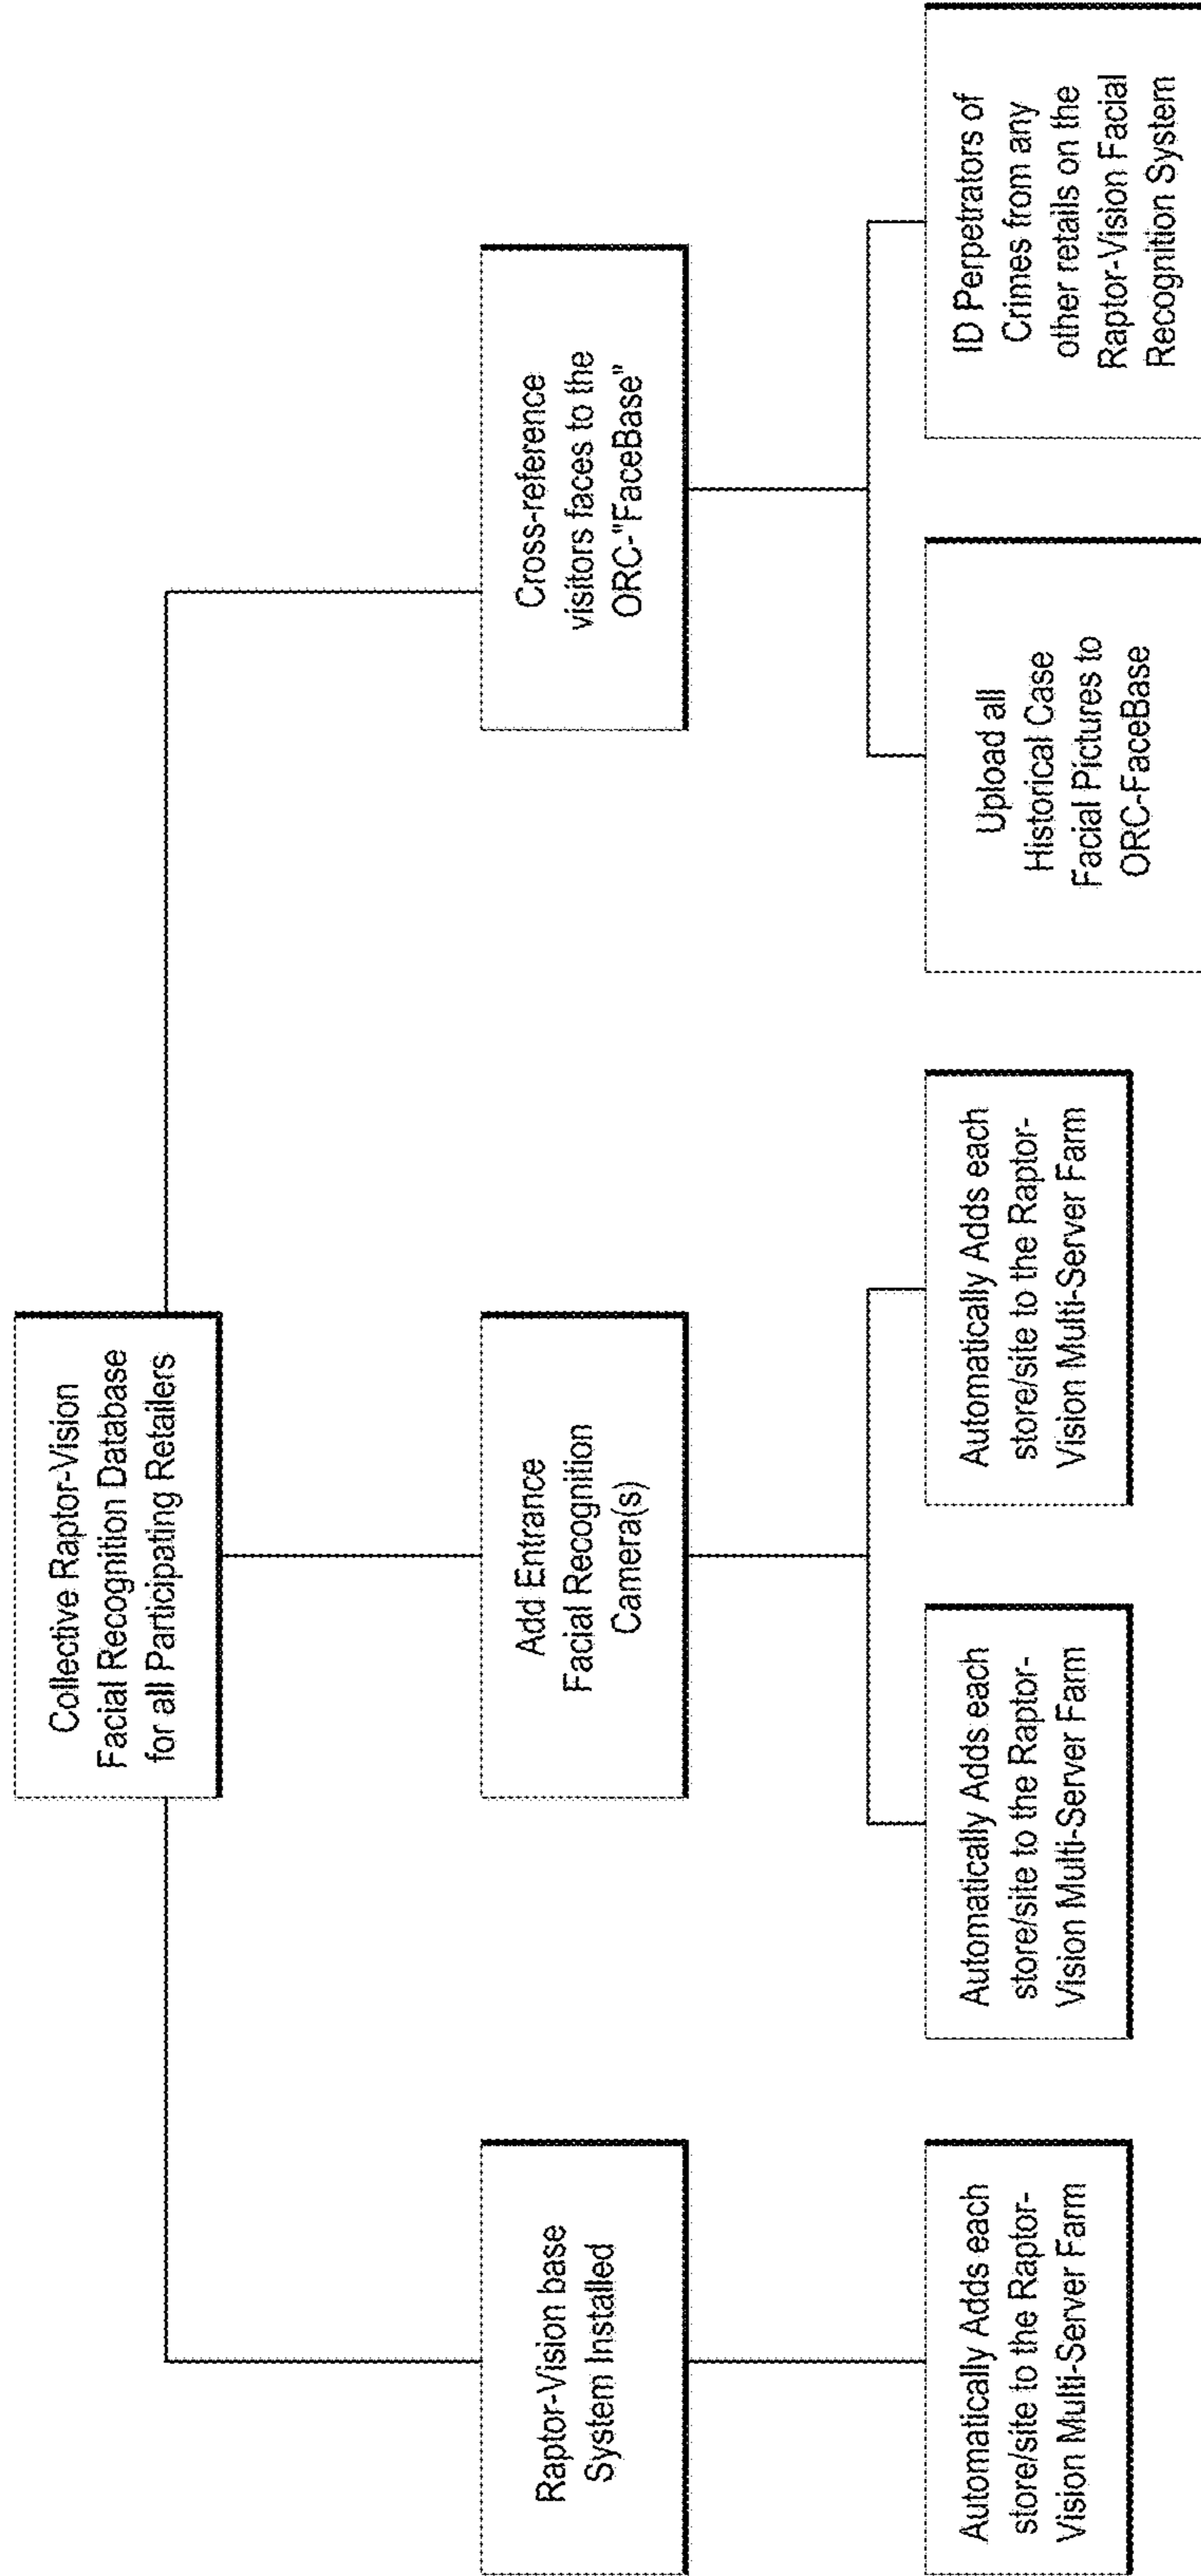 Collective Raptor-Vision
Facial Recognition Database
for all Participating Retailers
Raptor-Vision base
System Installed
Add Entrance
Facial Recognition
Camera(s)
Cross-reference
visitors faces to the
ORC-"FaceBase"
Automatically Adds each
store/site to the Raptor-
Vision Multi-Server Farm
Automatically Adds each
store/site to the Raptor-
Vision Multi-Server Farm
Automatically Adds each
store/site to the Raptor-
Vision Multi-Server Farm
Upload all
Historical Case
Facial Pictures to
ORC-FaceBase
ID Perpetrators of
Crimes from any
other retails on the
Raptor-Vision Facial
Recognition System